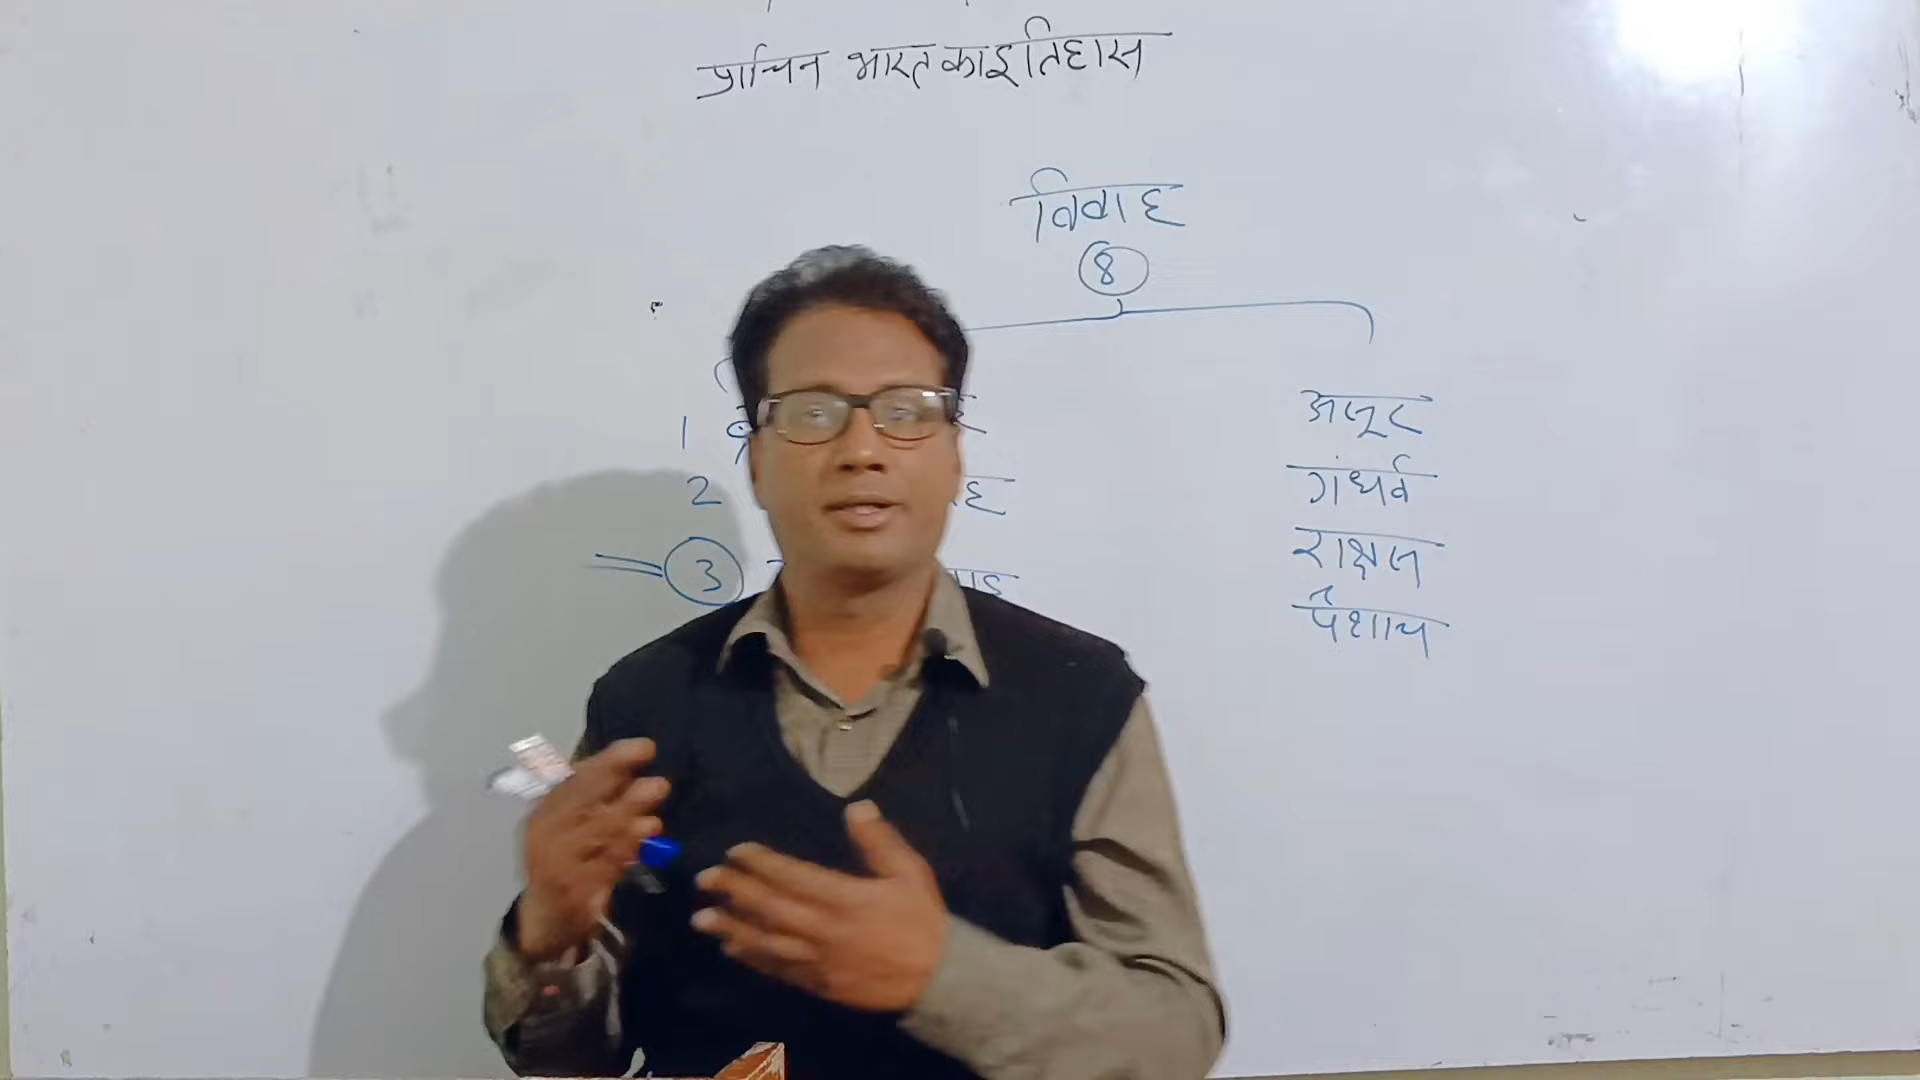 प्राचिन भारत का इतिहास
विवाह
8
1
2
3
असूर
गंधर्व
राक्षस
पैशाच